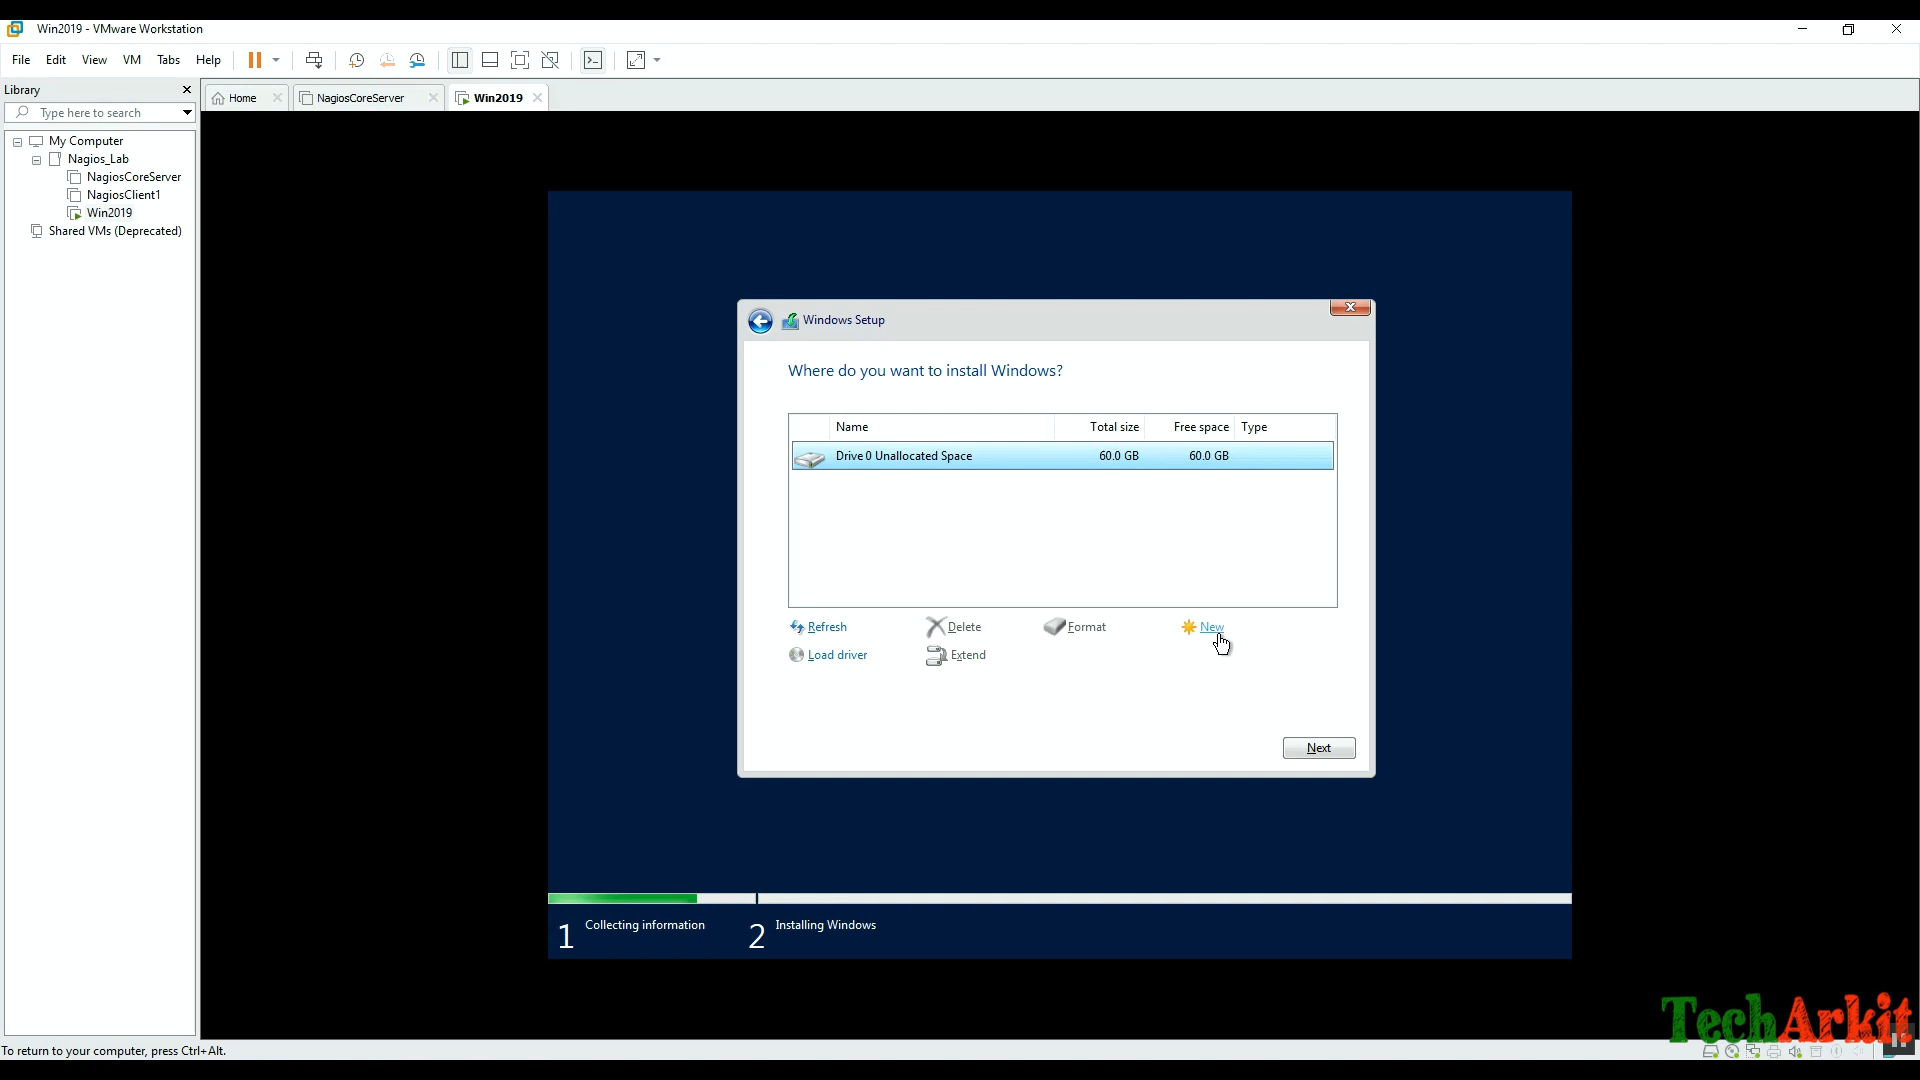 Win2019 - VMware Workstation
File Edit View VM Tabs Help
Library
Home NagiosCoreServer Win2019
Type here to search
My Computer
Nagios_Lab
NagiosCoreServer
NagiosClient1
Win2019
Shared VMs (Deprecated)
Windows Setup
Where do you want to install Windows?
Name Total size Free space Type
Drive 0 Unallocated Space 60.0 GB 60.0 GB
Refresh Delete Format New
Load driver Extend
Next
1 Collecting information 2 Installing Windows
TechArkit
To return to your computer, press Ctrl+Alt.